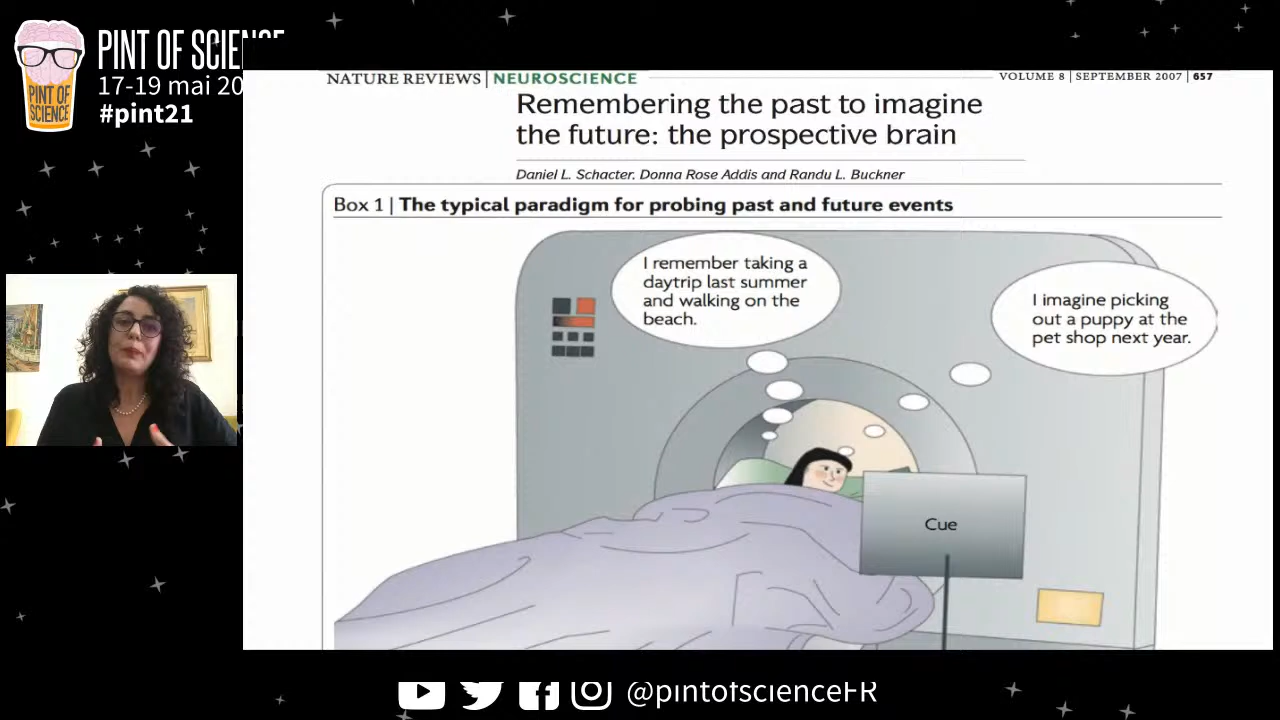 PINT OF SCIENCE
17-19 mai 20
#pint21
PINT OF
SCIENCE
NATURE REVIEWS | NEUROSCIENCE
VOLUME 8 | SEPTEMBER 2007 | 657
Remembering the past to imagine
the future: the prospective brain
Daniel L. Schacter, Donna Rose Addis and Randy L. Buckner
Box 1 | The typical paradigm for probing past and future events
I remember taking a
daytrip last summer
and walking on the
beach.
I imagine picking
out a puppy at the
pet shop next year.
Cue
@pintofscienceFR